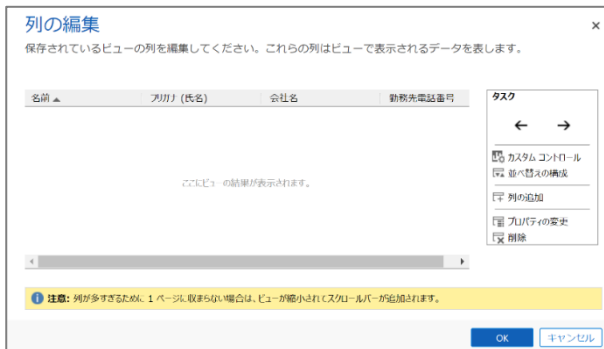 列の編集
×
保存されているビューの列を編集してください。これらの列はビューで表示されるデータを表します。
名前 フリガナ (氏名) 会社名 勤務先電話番号
ここにビューの結果が表示されます。
タスク
← →
カスタム コントロール
並べ替えの構成
列の追加
プロパティの変更
削除
注意: 列が多すぎるために 1 ページに収まらない場合は、ビューが縮小されてスクロールバーが追加されます。
OK キャンセル